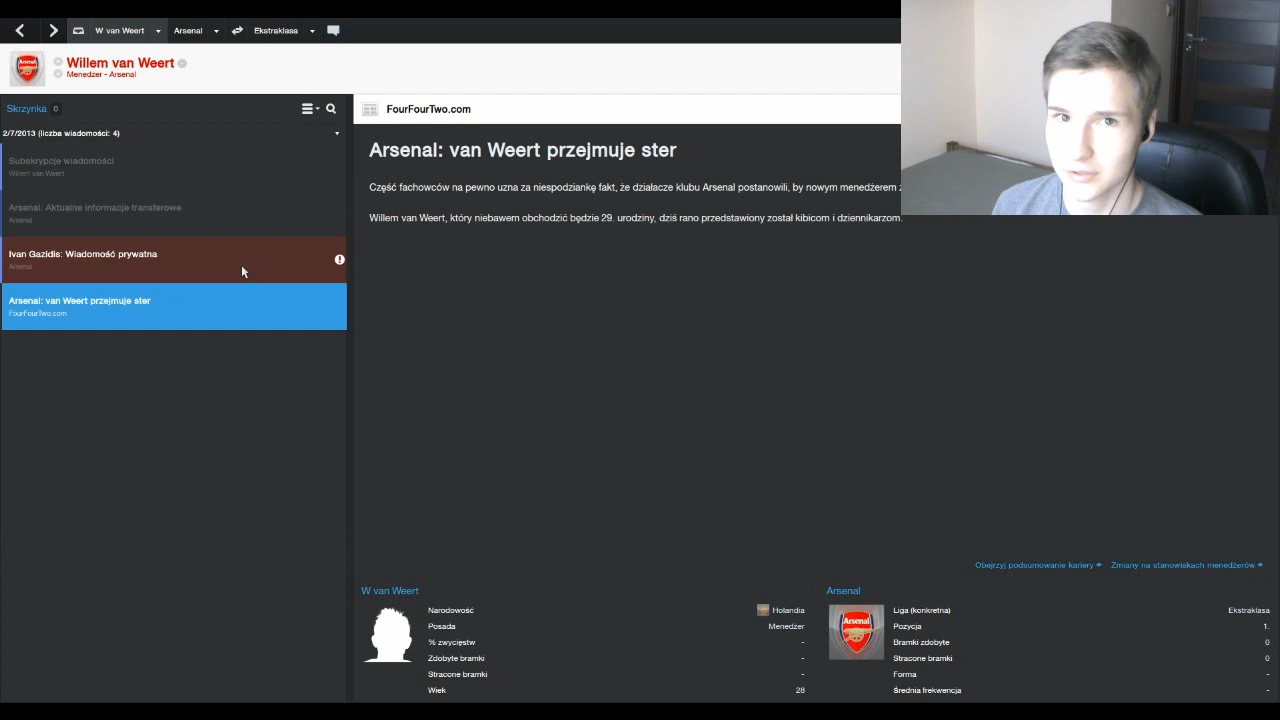 W van Weert
Arsenal
Ekstraklasa
Willem van Weert
Menedżer - Arsenal
Skrzynka 0
2/7/2013 (liczba wiadomości: 4)
Subskrypcje wiadomości
Willem van Weert
Arsenal: Aktualne informacje transferowe
Arsenal
Ivan Gazidis: Wiadomość prywatna
Arsenal
Arsenal: van Weert przejmuje ster
FourFourTwo.com
FourFourTwo.com
Arsenal: van Weert przejmuje ster
Część fachowców na pewno uzna za niespodziankę fakt, że działacze klubu Arsenal postanowili, by nowym menedżerem z
Willem van Weert, który niebawem obchodzić będzie 29. urodziny, dziś rano przedstawiony został kibicom i dziennikarzom.
Obejrzyj podsumowanie kariery
Zmiany na stanowiskach menedżerów
W van Weert
Narodowość Holandia
Posada Menedżer
% zwycięstw -
Zdobyte bramki -
Stracone bramki -
Wiek 28
Arsenal
Arsenal
Liga (konkretna) Ekstraklasa
Pozycja 1.
Bramki zdobyte 0
Stracone bramki 0
Forma -
Średnia frekwencja -